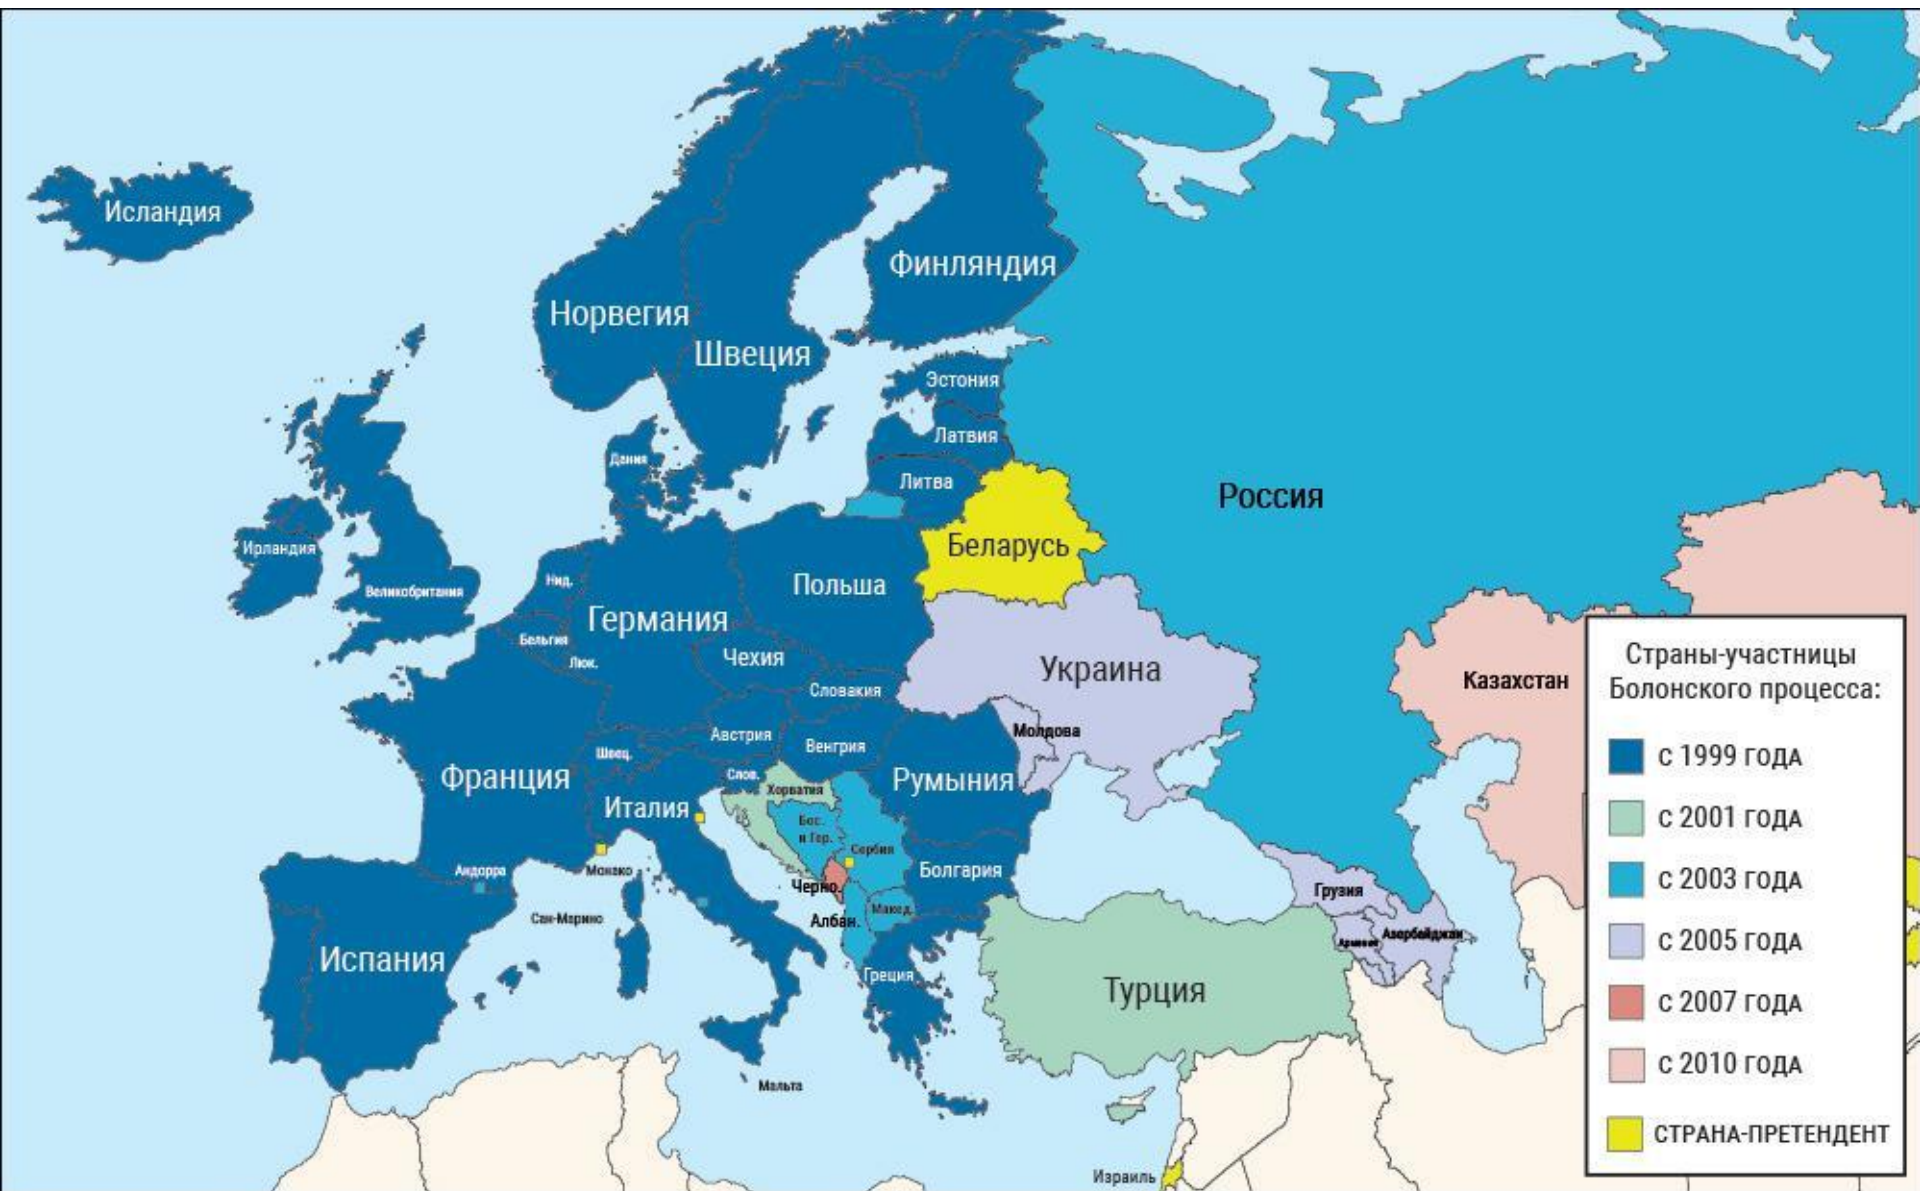 Исландия
Норвегия
Швеция
Финляндия
Эстония
Латвия
Литва
Дания
Россия
Ирландия
Великобритания
Беларусь
Нид.
Германия
Польша
Бельгия
Люк.
Чехия
Словакия
Украина
Казахстан
Молдова
Австрия
Венгрия
Швец.
Слов.
Франция
Италия
Хорватия
Румыния
Бос.
и Гер.
Сербия
Болгария
Андорра
Монако
Черно.
Макед.
Албан.
Сан-Марино
Грузия
Армения
Азербайджан
Испания
Греция
Турция
Мальта
Израиль
Страны-участницы
Болонского процесса:
С 1999 ГОДА
С 2001 ГОДА
С 2003 ГОДА
С 2005 ГОДА
С 2007 ГОДА
С 2010 ГОДА
СТРАНА-ПРЕТЕНДЕНТ